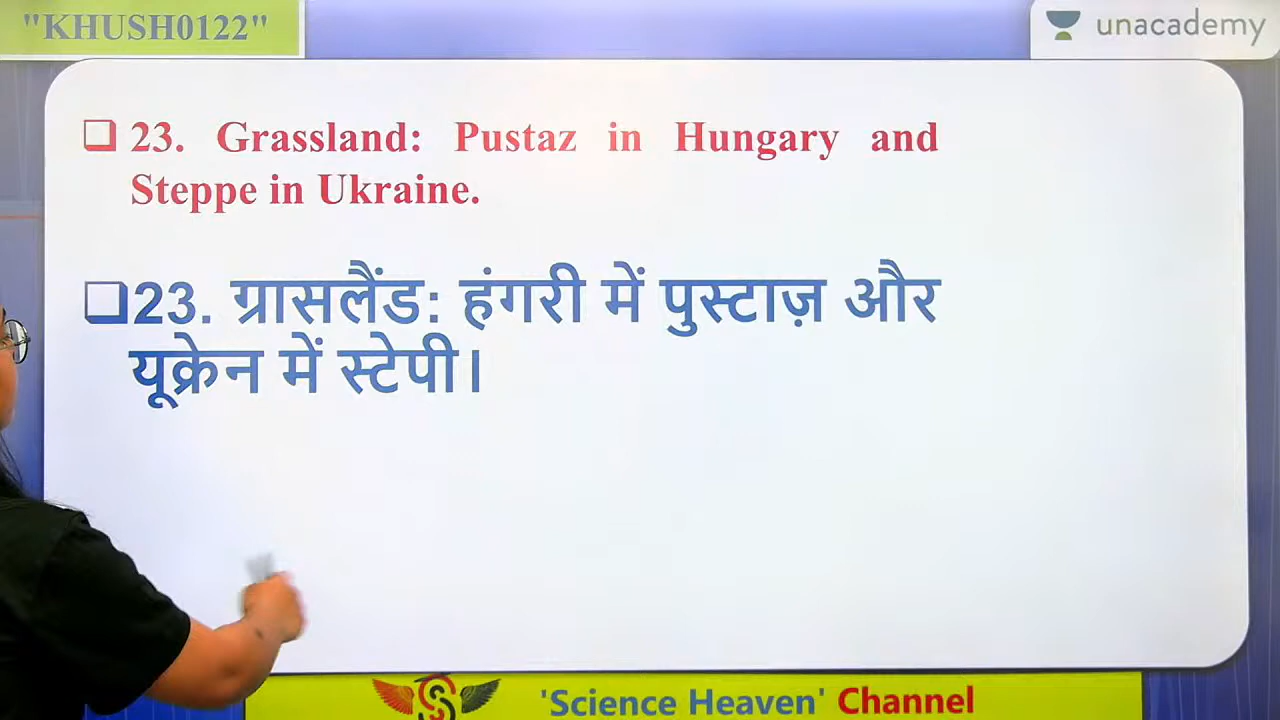 "KHUSH0122"
unacademy
❑ 23. Grassland: Pustaz in Hungary and
Steppe in Ukraine.
❑23. ग्रासलैंड: हंगरी में पुस्टाज़ और
यूक्रेन में स्टेपी।
'Science Heaven' Channel